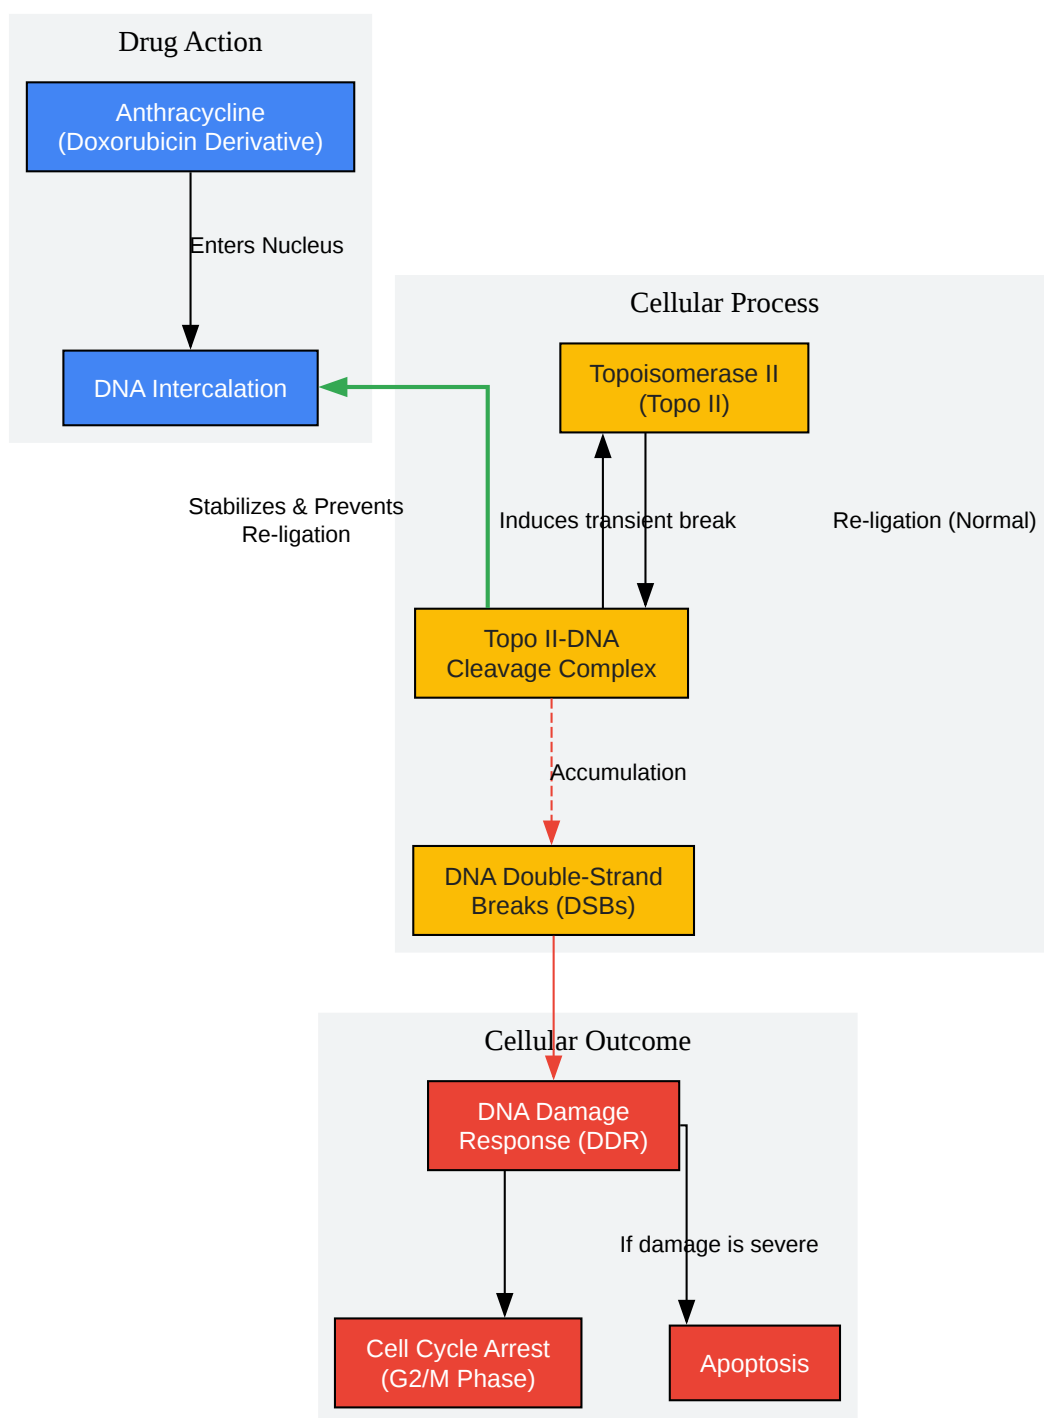 Drug Action
Anthracycline
(Doxorubicin Derivative)
Enters Nucleus
DNA Intercalation
Cellular Process
Topoisomerase II
(Topo II)
Stabilizes & Prevents
Re-ligation
Induces transient break
Re-ligation (Normal)
Topo II-DNA
Cleavage Complex
Accumulation
DNA Double-Strand
Breaks (DSBs)
Cellular Outcome
DNA Damage
Response (DDR)
If damage is severe
Cell Cycle Arrest
(G2/M Phase)
Apoptosis